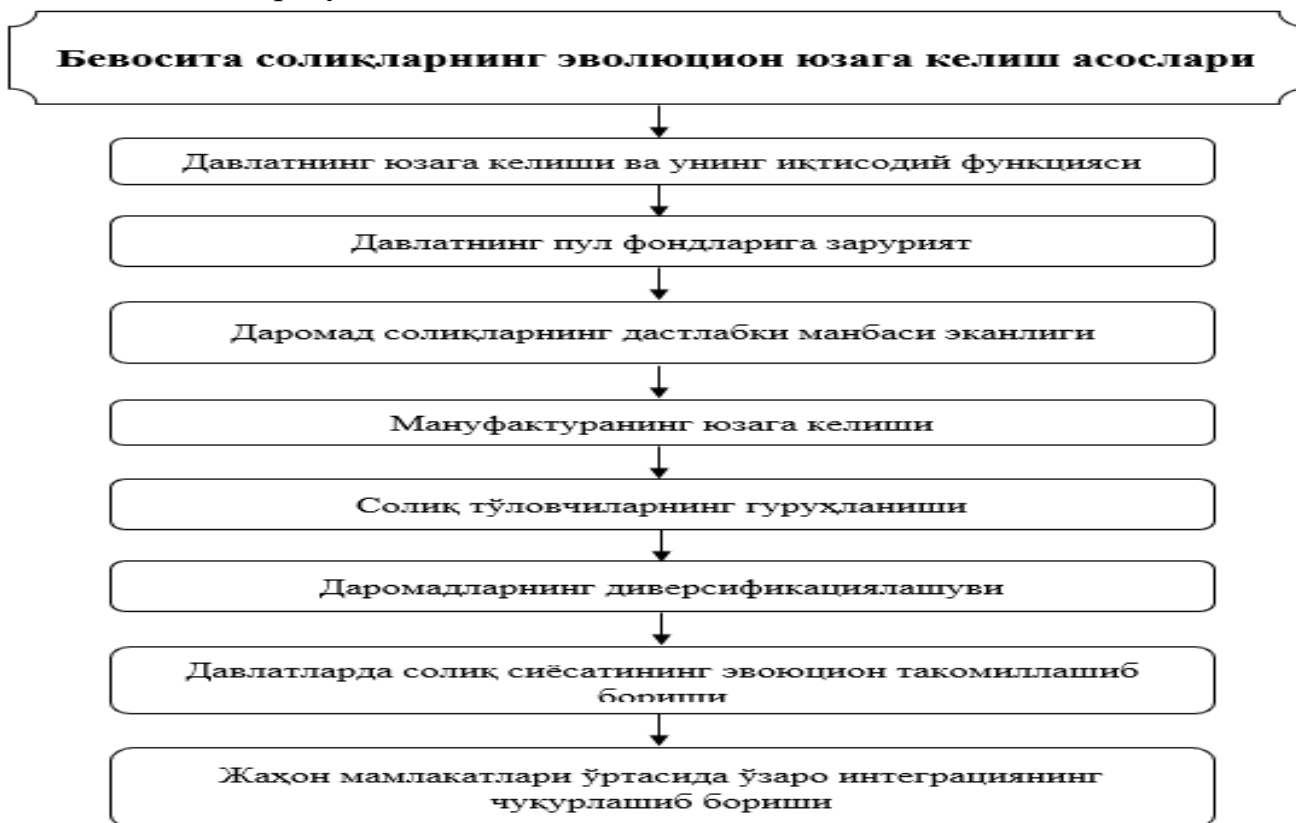 Бевосита солиқларнинг эволюцион юзага келиш асослари
Давлатнинг юзага келиши ва унинг иқтисодий функцияси
Давлатнинг пул фондларига зарурият
Даромад солиқларнинг дастлабки манбаси эканлиги
Мануфактуранинг юзага келиши
Солиқ тўловчиларнинг гуруҳланиши
Даромадларнинг диверсификациялашуви
Давлатларда солиқ сиёсатининг эвоюцион такомиллашиб
бориши
Жаҳон мамлакатлари ўртасида ўзаро интеграциянинг
чуқурлашиб бориши